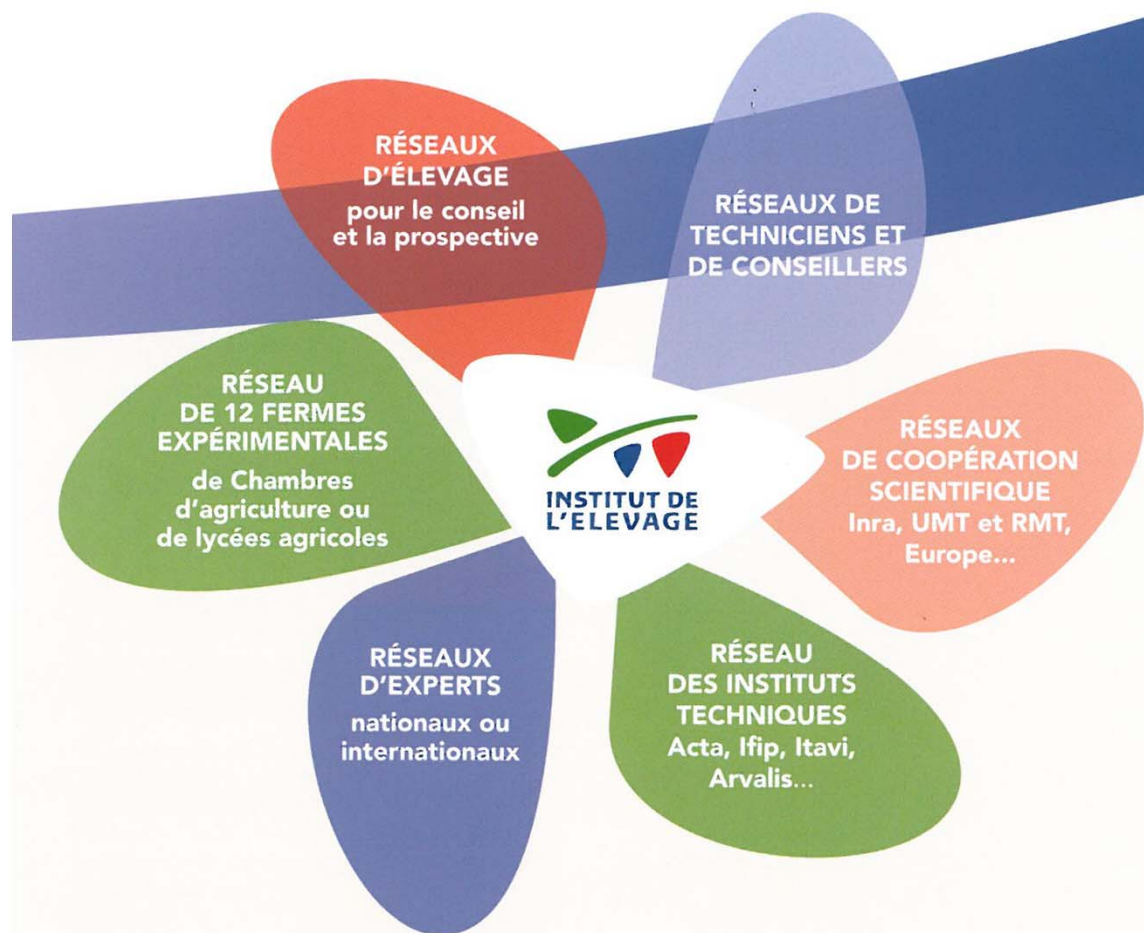 RÉSEAUX
D'ÉLEVAGE
pour le conseil
et la prospective
RÉSEAUX DE
TECHNICIENS ET
DE CONSEILLERS
RÉSEAU
DE 12 FERMES
EXPÉRIMENTALES
de Chambres
d'agriculture ou
de lycées agricoles
INSTITUT DE
L'ELEVAGE
RÉSEAUX
DE COOPÉRATION
SCIENTIFIQUE
Inra, UMT et RMT,
Europe...
RÉSEAUX
D'EXPERTS
nationaux ou
internationaux
RÉSEAU
DES INSTITUTS
TECHNIQUES
Acta, Ifip, Itavi,
Arvalis...